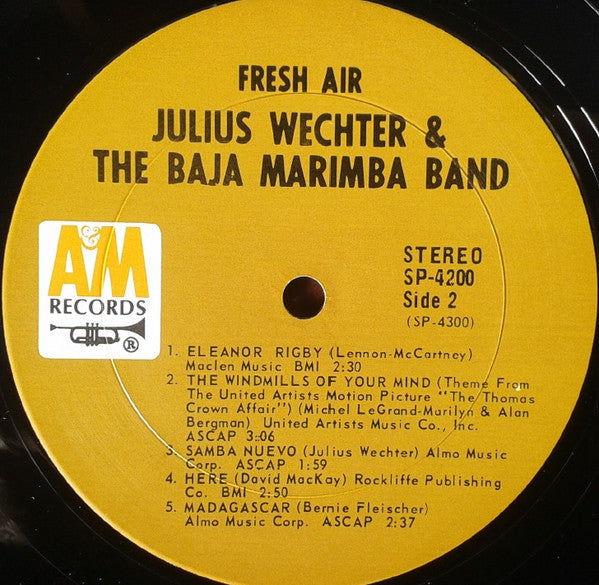 FRESH AIR
JULIUS WECHTER &
THE BAJA MARIMBA BAND
A&M
RECORDS
®
STEREO
SP-4200
Side 2
(SP-4300)
1. ELEANOR RIGBY (Lennon-McCartney)
Maclen Music BMI 2:30
2. THE WINDMILLS OF YOUR MIND (Theme From
The United Artists Motion Picture "The Thomas
Crown Affair") (Michel LeGrand-Marilyn & Alan
Bergman) United Artists Music Co., Inc.
ASCAP 3:06
3. SAMBA NUEVO (Julius Wechter) Almo Music
Corp. ASCAP 1:59
4. HERE (David MacKay) Rockliffe Publishing
Co. BMI 2:50
5. MADAGASCAR (Bernie Fleischer)
Almo Music Corp. ASCAP 2:37